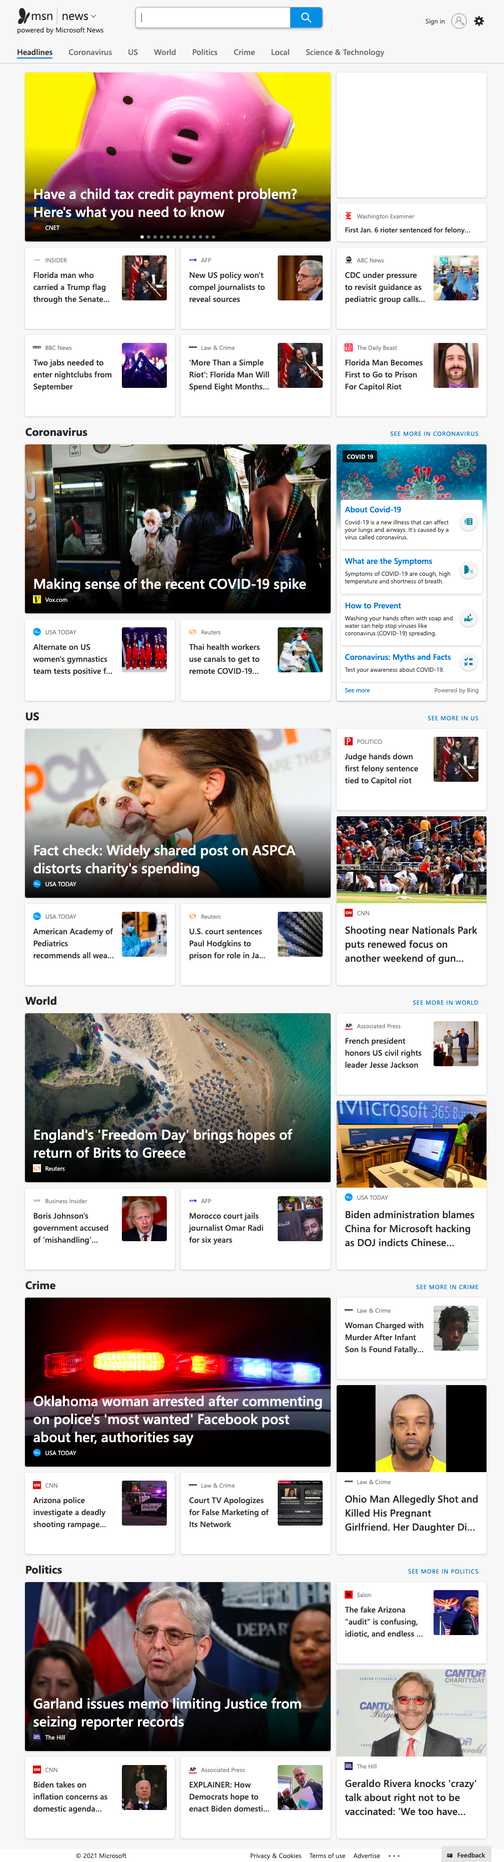 msn news
powered by Microsoft News
Sign in
Headlines Coronavirus US World Politics Crime Local Science & Technology
Have a child tax credit payment problem?
Here's what you need to know
CNET
Washington Examiner
First Jan. 6 rioter sentenced for felony...
INSIDER
Florida man who
carried a Trump flag
through the Senate...
AFP
New US policy won't
compel journalists to
reveal sources
ABC News
CDC under pressure
to revisit guidance as
pediatric group calls...
BBC News
Two jabs needed to
enter nightclubs from
September
Law & Crime
'More Than a Simple
Riot': Florida Man Will
Spend Eight Months...
The Daily Beast
Florida Man Becomes
First to Go to Prison
For Capitol Riot
Coronavirus
SEE MORE IN CORONAVIRUS
Making sense of the recent COVID-19 spike
Vox.com
COVID 19
About Covid-19
Covid-19 is a new illness that can affect
your lungs and airways. It's caused by a
virus called coronavirus.
What are the Symptoms
Symptoms of COVID-19 are cough, high
temperature and shortness of breath.
How to Prevent
Washing your hands often with soap and
water can help stop viruses like
coronavirus (COVID-19) spreading.
Coronavirus: Myths and Facts
Test your awareness about COVID-19.
See more
Powered by Bing
USA TODAY
Alternate on US
women's gymnastics
team tests positive f...
Reuters
Thai health workers
use canals to get to
remote COVID-19...
US
SEE MORE IN US
Fact check: Widely shared post on ASPCA
distorts charity's spending
USA TODAY
POLITICO
Judge hands down
first felony sentence
tied to Capitol riot
USA TODAY
American Academy of
Pediatrics
recommends all wea...
Reuters
U.S. court sentences
Paul Hodgkins to
prison for role in Ja...
CNN
Shooting near Nationals Park
puts renewed focus on
another weekend of gun...
World
SEE MORE IN WORLD
England's 'Freedom Day' brings hopes of
return of Brits to Greece
Reuters
Associated Press
French president
honors US civil rights
leader Jesse Jackson
Microsoft 365
Business Insider
Boris Johnson's
government accused
of 'mishandling'...
AFP
Morocco court jails
journalist Omar Radi
for six years
USA TODAY
Biden administration blames
China for Microsoft hacking
as DOJ indicts Chinese...
Crime
SEE MORE IN CRIME
Oklahoma woman arrested after commenting
on police's 'most wanted' Facebook post
about her, authorities say
USA TODAY
Law & Crime
Woman Charged with
Murder After Infant
Son Is Found Fatally...
CNN
Arizona police
investigate a deadly
shooting rampage...
Law & Crime
Court TV Apologizes
for False Marketing of
Its Network
Law & Crime
Ohio Man Allegedly Shot and
Killed His Pregnant
Girlfriend. Her Daughter Di...
Politics
SEE MORE IN POLITICS
Garland issues memo limiting Justice from
seizing reporter records
The Hill
Salon
The fake Arizona
"audit" is confusing,
idiotic, and endless ...
CNN
Biden takes on
inflation concerns as
domestic agenda...
Associated Press
EXPLAINER: How
Democrats hope to
enact Biden domesti...
The Hill
Geraldo Rivera knocks 'crazy'
talk about right not to be
vaccinated: 'We too have...
© 2021 Microsoft
Privacy & Cookies Terms of use Advertise
Feedback